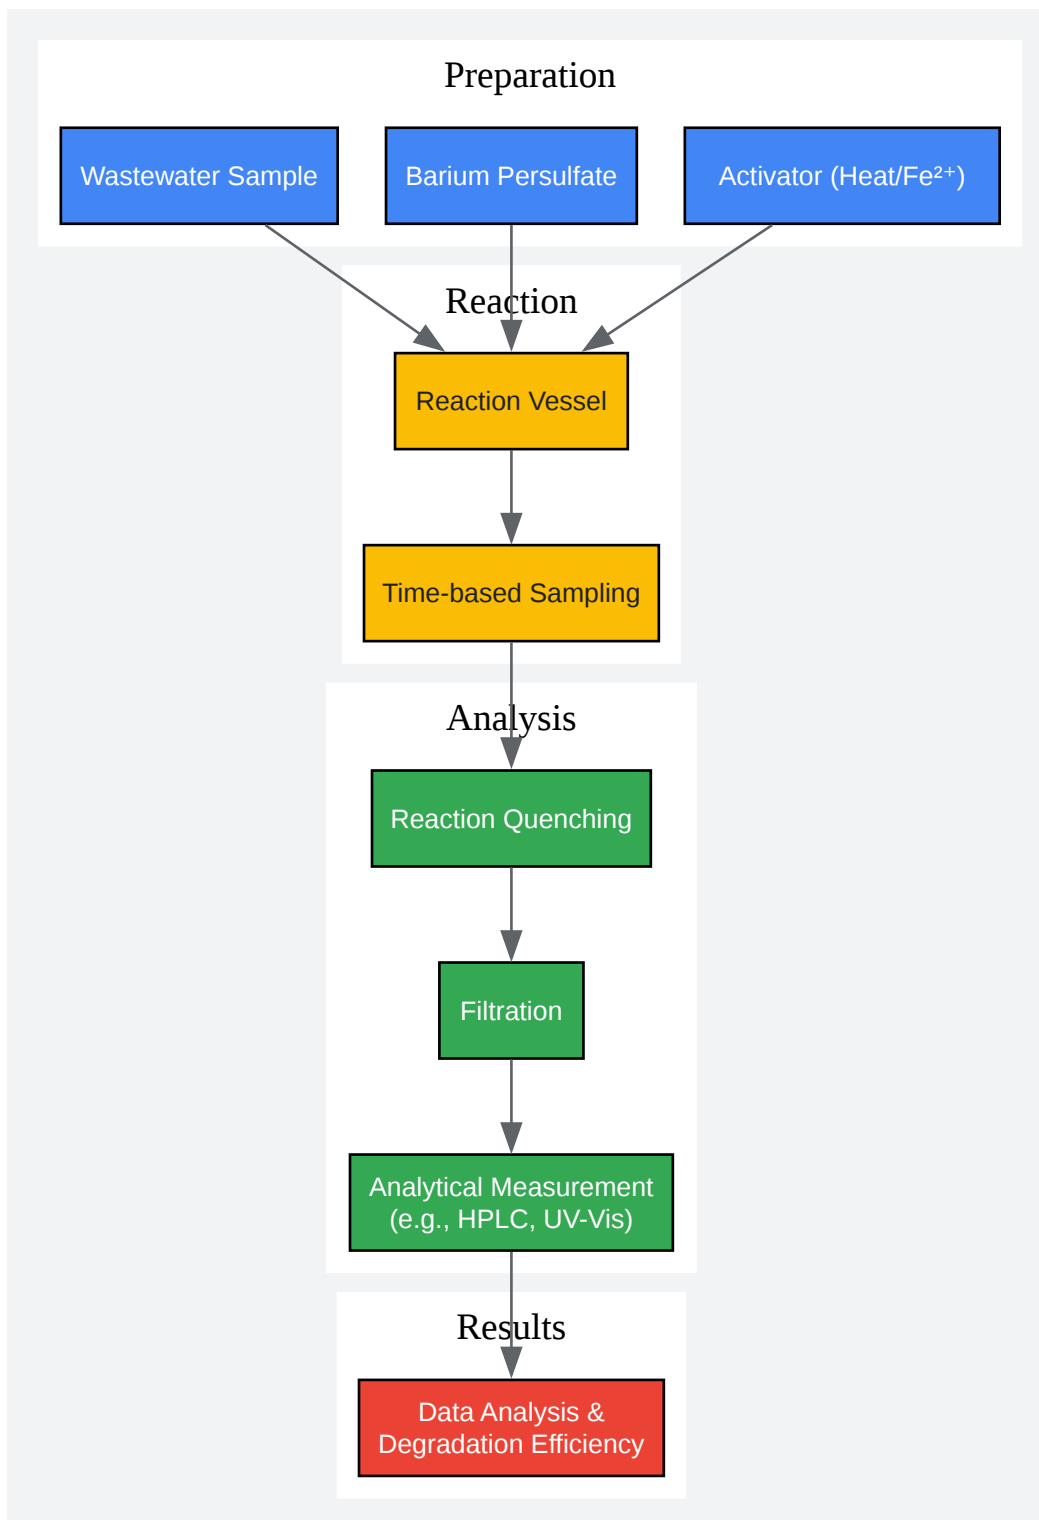 Preparation
Wastewater Sample
Barium Persulfate
Activator (Heat/Fe²⁺)
Reaction
Reaction Vessel
Time-based Sampling
Analysis
Reaction Quenching
Filtration
Analytical Measurement
(e.g., HPLC, UV-Vis)
Results
Data Analysis &
Degradation Efficiency